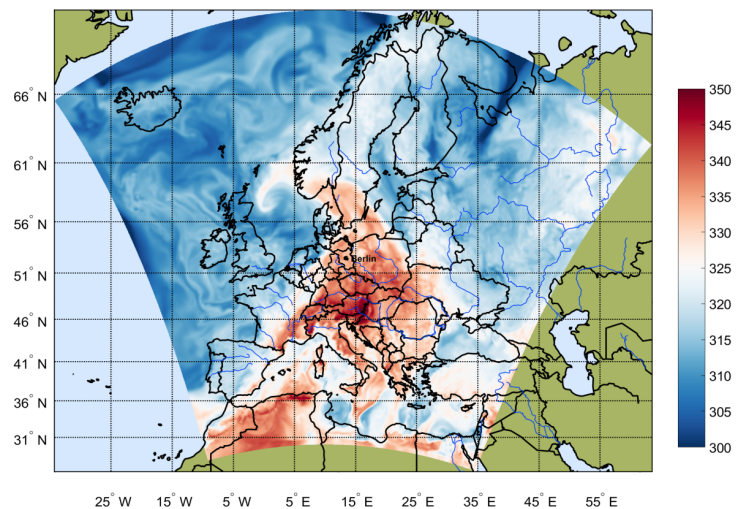 66° N
61° N
56° N
51° N
46° N
41° N
36° N
31° N
Berlin
25° W
15° W
5° W
5° E
15° E
25° E
35° E
45° E
55° E
350
345
340
335
330
325
320
315
310
305
300